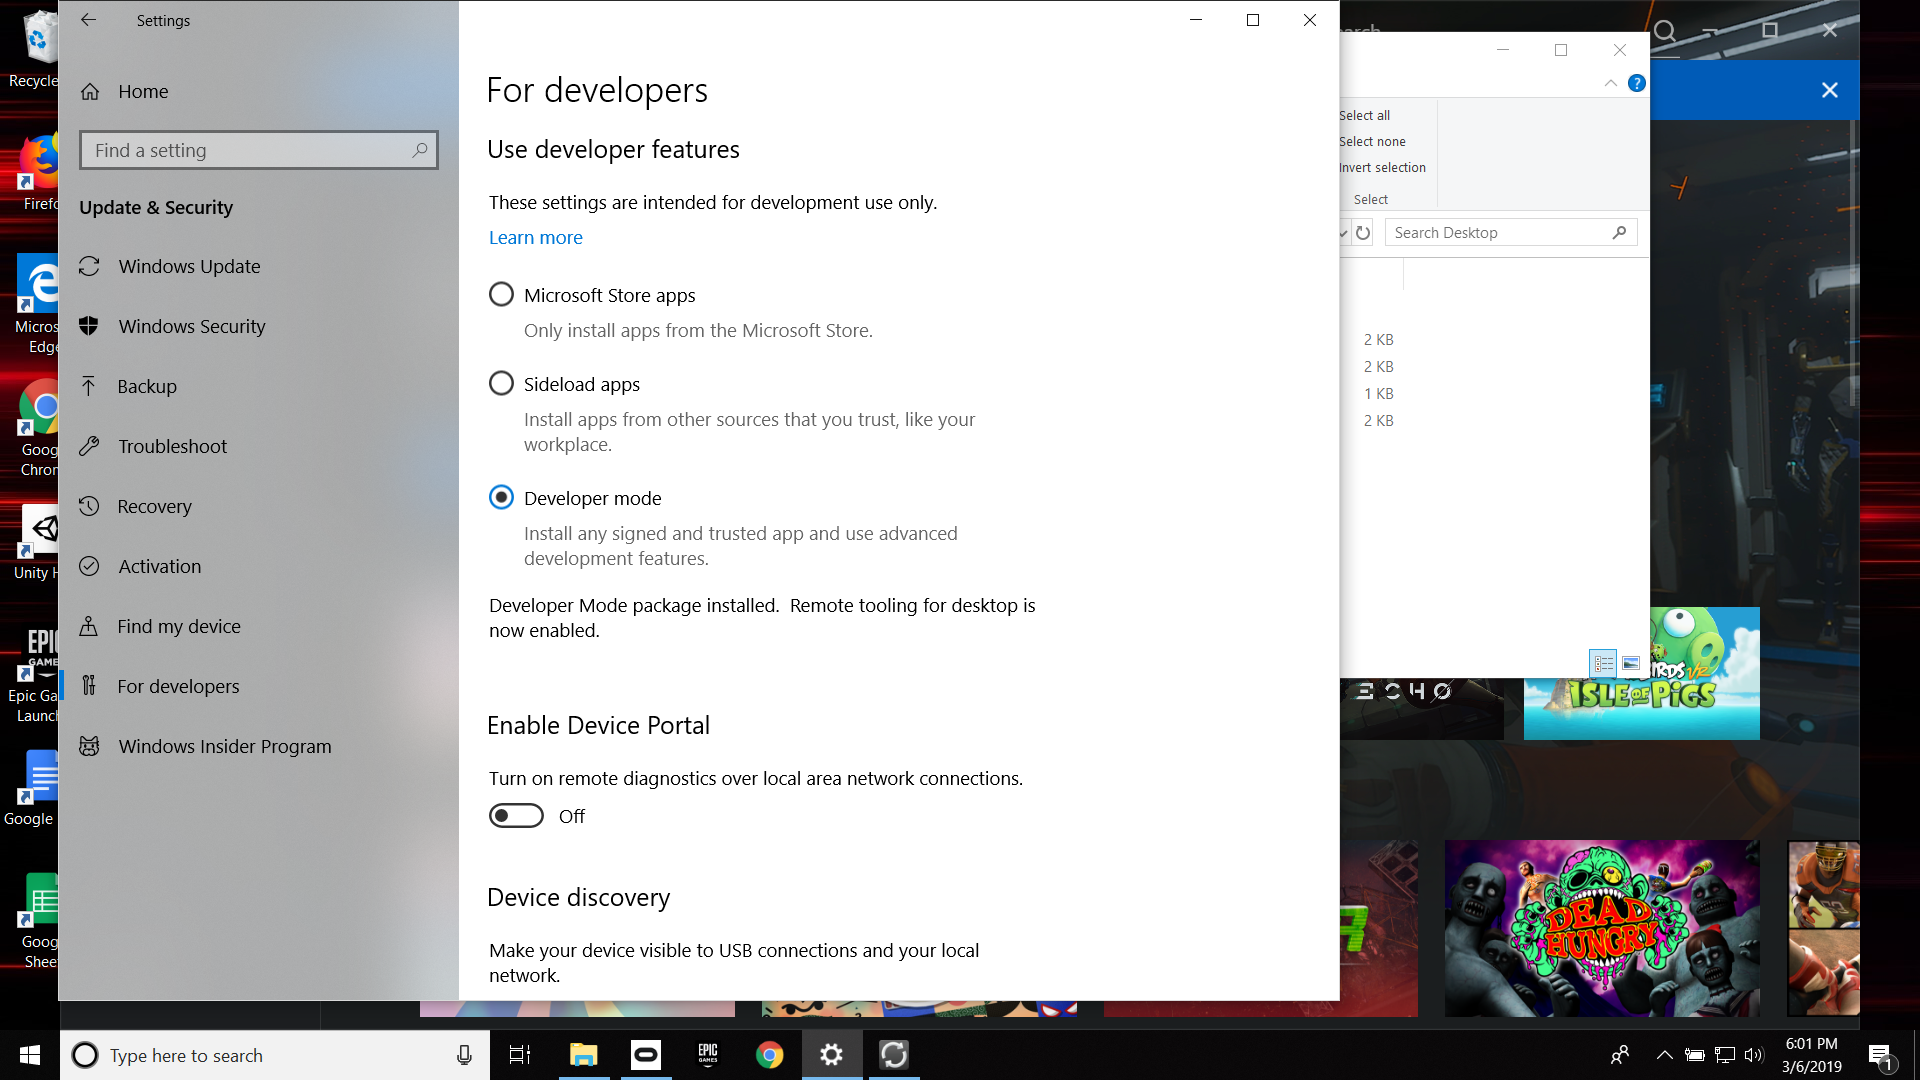 Settings
Home
Find a setting
Update & Security
Windows Update
Windows Security
Backup
Troubleshoot
Recovery
Activation
Find my device
For developers
Windows Insider Program
For developers
Use developer features
These settings are intended for development use only.
Learn more
Microsoft Store apps
Only install apps from the Microsoft Store.
Sideload apps
Install apps from other sources that you trust, like your
workplace.
Developer mode
Install any signed and trusted app and use advanced
development features.
Developer Mode package installed.  Remote tooling for desktop is
now enabled.
Enable Device Portal
Turn on remote diagnostics over local area network connections.
Off
Device discovery
Make your device visible to USB connections and your local
network.
Select all
Select none
Invert selection
Select
Search Desktop
2 KB
2 KB
1 KB
2 KB
ECHO
ISLE OF PIGS
DEAD
HUNGRY
Recycle
Firefo
Micros
Edge
Goog
Chrom
Unity H
EPIC
GAMES
Epic Ga
Launch
Google
Goog
Shee
Type here to search
EPIC
GAMES
6:01 PM
3/6/2019
1